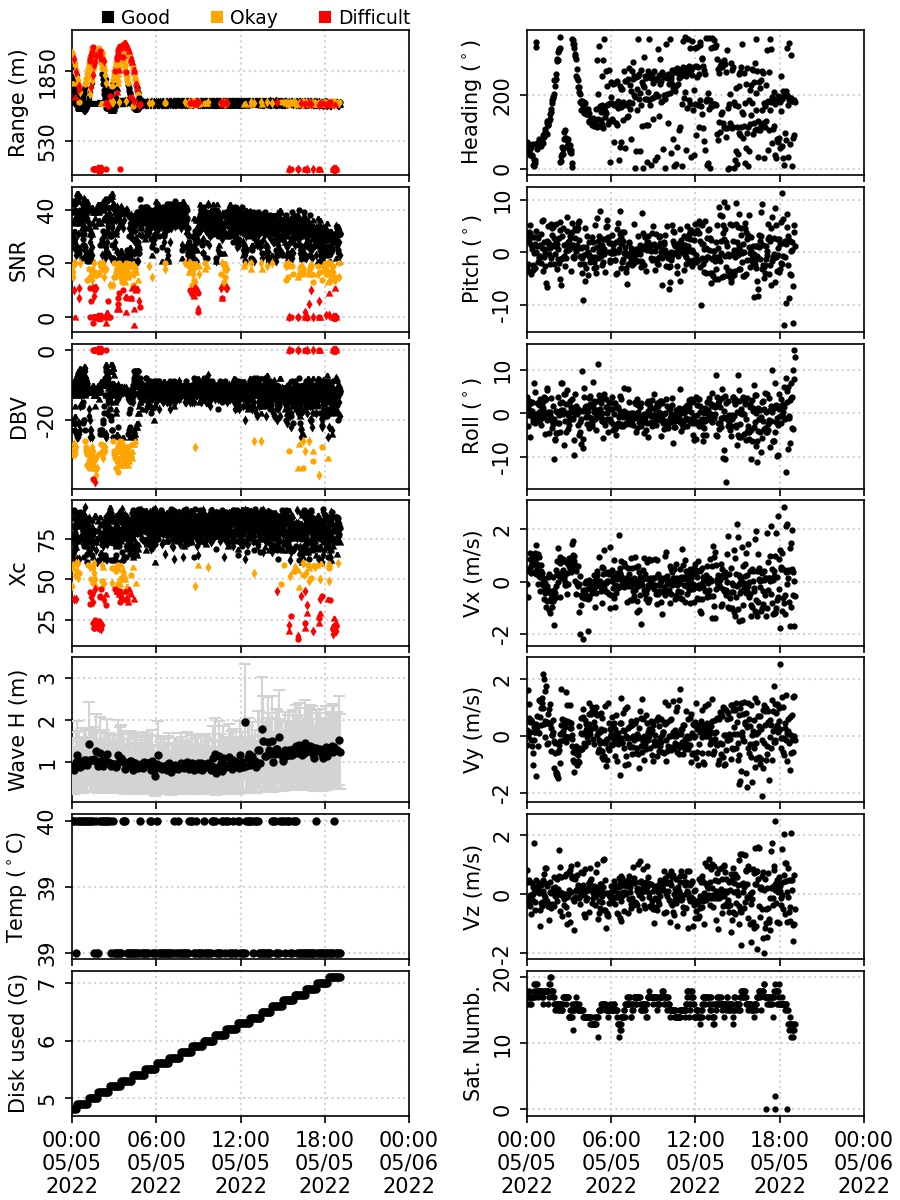 Good Okay Difficult
Range (m)
1850
530
SNR
40
20
0
DBV
0
-20
Xc
75
50
25
Wave H (m)
3
2
1
Temp (°C)
40
39
39
Disk used (G)
7
6
5
00:00 06:00 12:00 18:00 00:00
05/05 05/05 05/05 05/05 05/06
2022 2022 2022 2022 2022
Heading (°)
200
0
Pitch (°)
10
0
-10
Roll (°)
10
0
-10
Vx (m/s)
2
0
-2
Vy (m/s)
2
0
-2
Vz (m/s)
2
0
-2
Sat. Numb.
20
10
0
00:00 06:00 12:00 18:00 00:00
05/05 05/05 05/05 05/05 05/06
2022 2022 2022 2022 2022